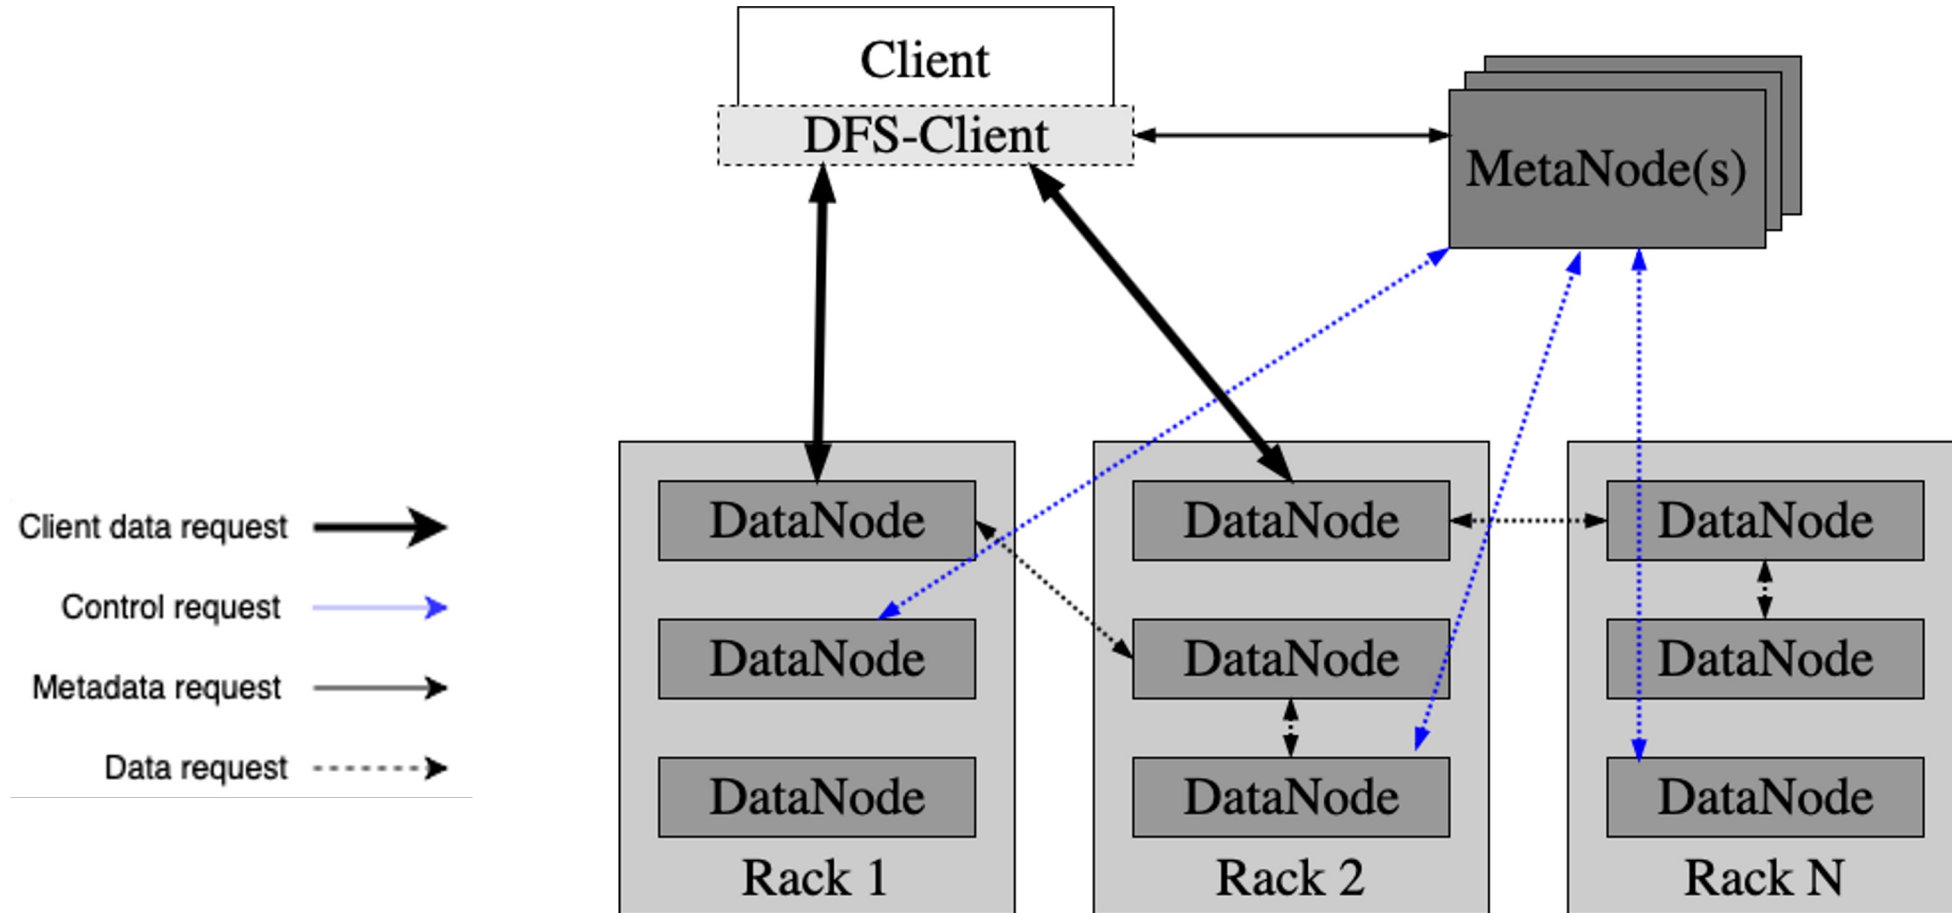 Client
DFS-Client
MetaNode(s)
Client data request
Control request
Metadata request
Data request
DataNode
DataNode
DataNode
Rack 1
DataNode
DataNode
DataNode
Rack 2
DataNode
DataNode
DataNode
Rack N